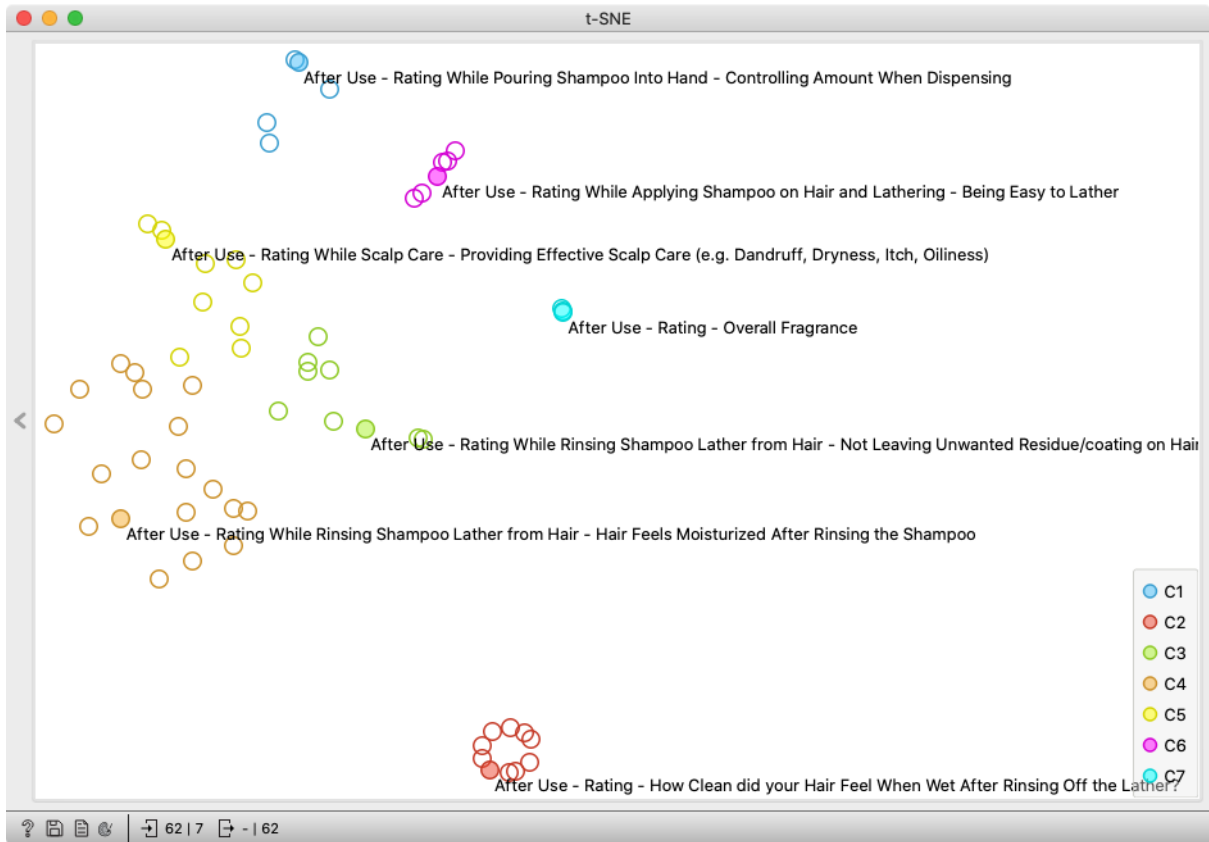 t-SNE
After Use - Rating While Pouring Shampoo Into Hand - Controlling Amount When Dispensing
After Use - Rating While Applying Shampoo on Hair and Lathering - Being Easy to Lather
After Use - Rating While Scalp Care - Providing Effective Scalp Care (e.g. Dandruff, Dryness, Itch, Oiliness)
After Use - Rating - Overall Fragrance
After Use - Rating While Rinsing Shampoo Lather from Hair - Not Leaving Unwanted Residue/coating on Hair
After Use - Rating While Rinsing Shampoo Lather from Hair - Hair Feels Moisturized After Rinsing the Shampoo
C1
C2
C3
C4
C5
C6
C7
After Use - Rating - How Clean did your Hair Feel When Wet After Rinsing Off the Lather?
62 | 7
- | 62